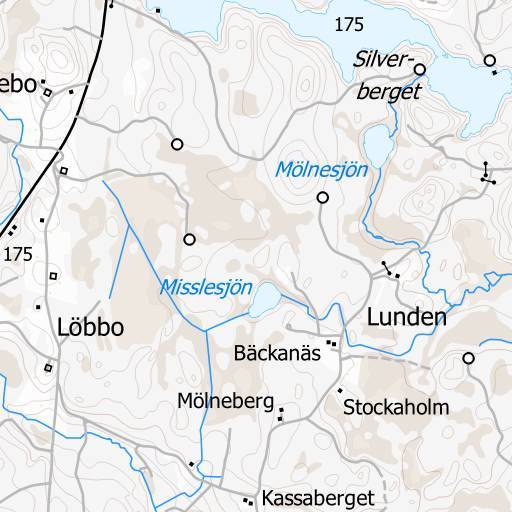 175
Silver-
berget
ebo
Mölnesjön
175
Misslesjön
Lunden
Löbbo
Bäckanäs
Mölneberg
Stockaholm
Kassaberget